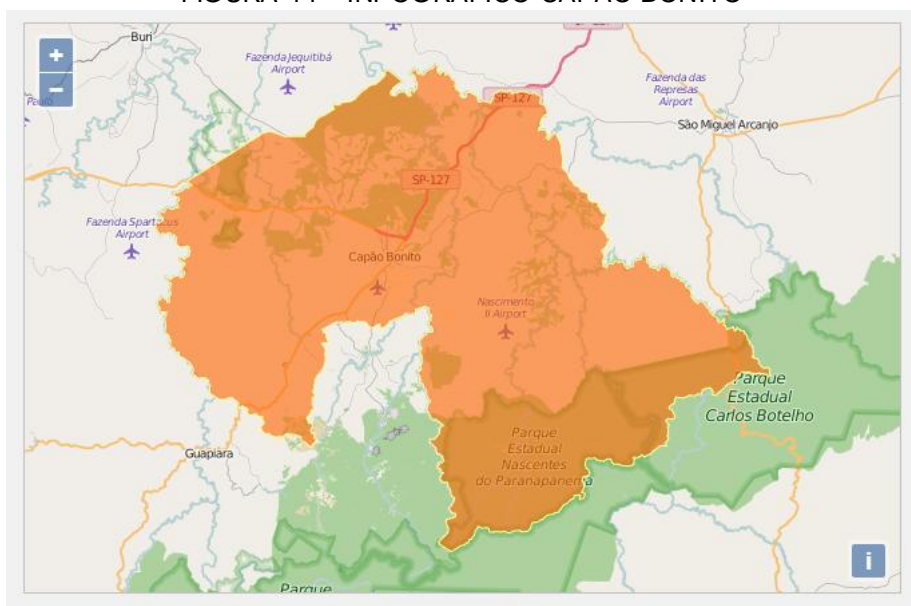 +
−
Buri
Fazenda Jequitibá
Airport
SP-127
Fazenda das
Represas
Airport
São Miguel Arcanjo
SP-127
Fazenda Spartacus
Airport
Capão Bonito
Nascimento
II Airport
Parque
Estadual
Carlos Botelho
Guapiara
Parque
Estadual
Nascentes
do Paranapanema
i
Parque